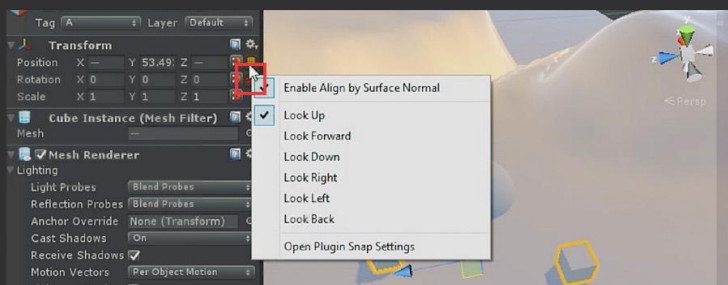 Tag A Layer Default
Transform
Position X — Y 53.49 Z —
Rotation X 0 Y 0 Z 0
Scale X 1 Y 1 Z 1
Cube Instance (Mesh Filter)
Mesh —
Mesh Renderer
Lighting
Light Probes Blend Probes
Reflection Probes Blend Probes
Anchor Override None (Transform)
Cast Shadows On
Receive Shadows
Motion Vectors Per Object Motion
Enable Align by Surface Normal
Look Up
Look Forward
Look Down
Look Right
Look Left
Look Back
Open Plugin Snap Settings
y
z
Persp